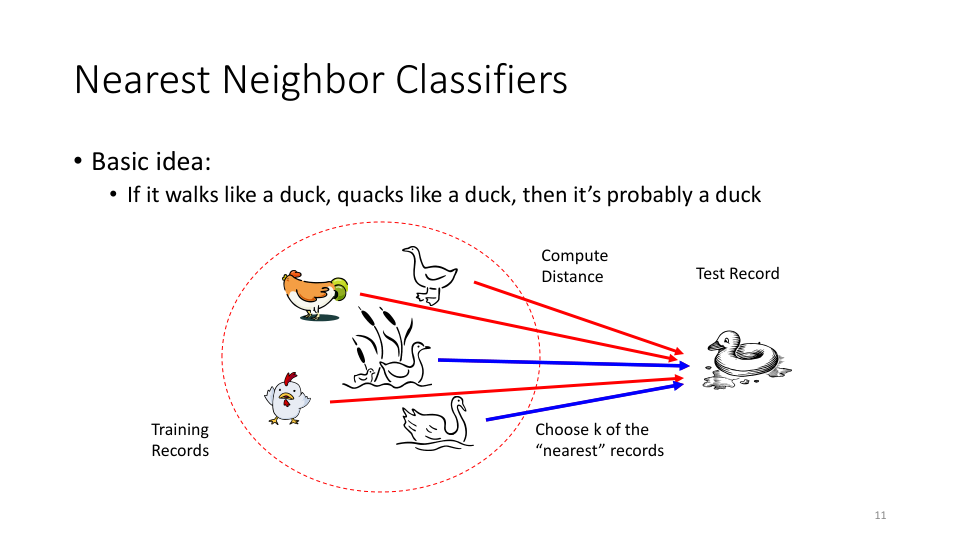 Nearest Neighbor Classifiers
• Basic idea:
• If it walks like a duck, quacks like a duck, then it’s probably a duck
Compute
Distance
Test Record
Training
Records
Choose k of the
“nearest” records
11